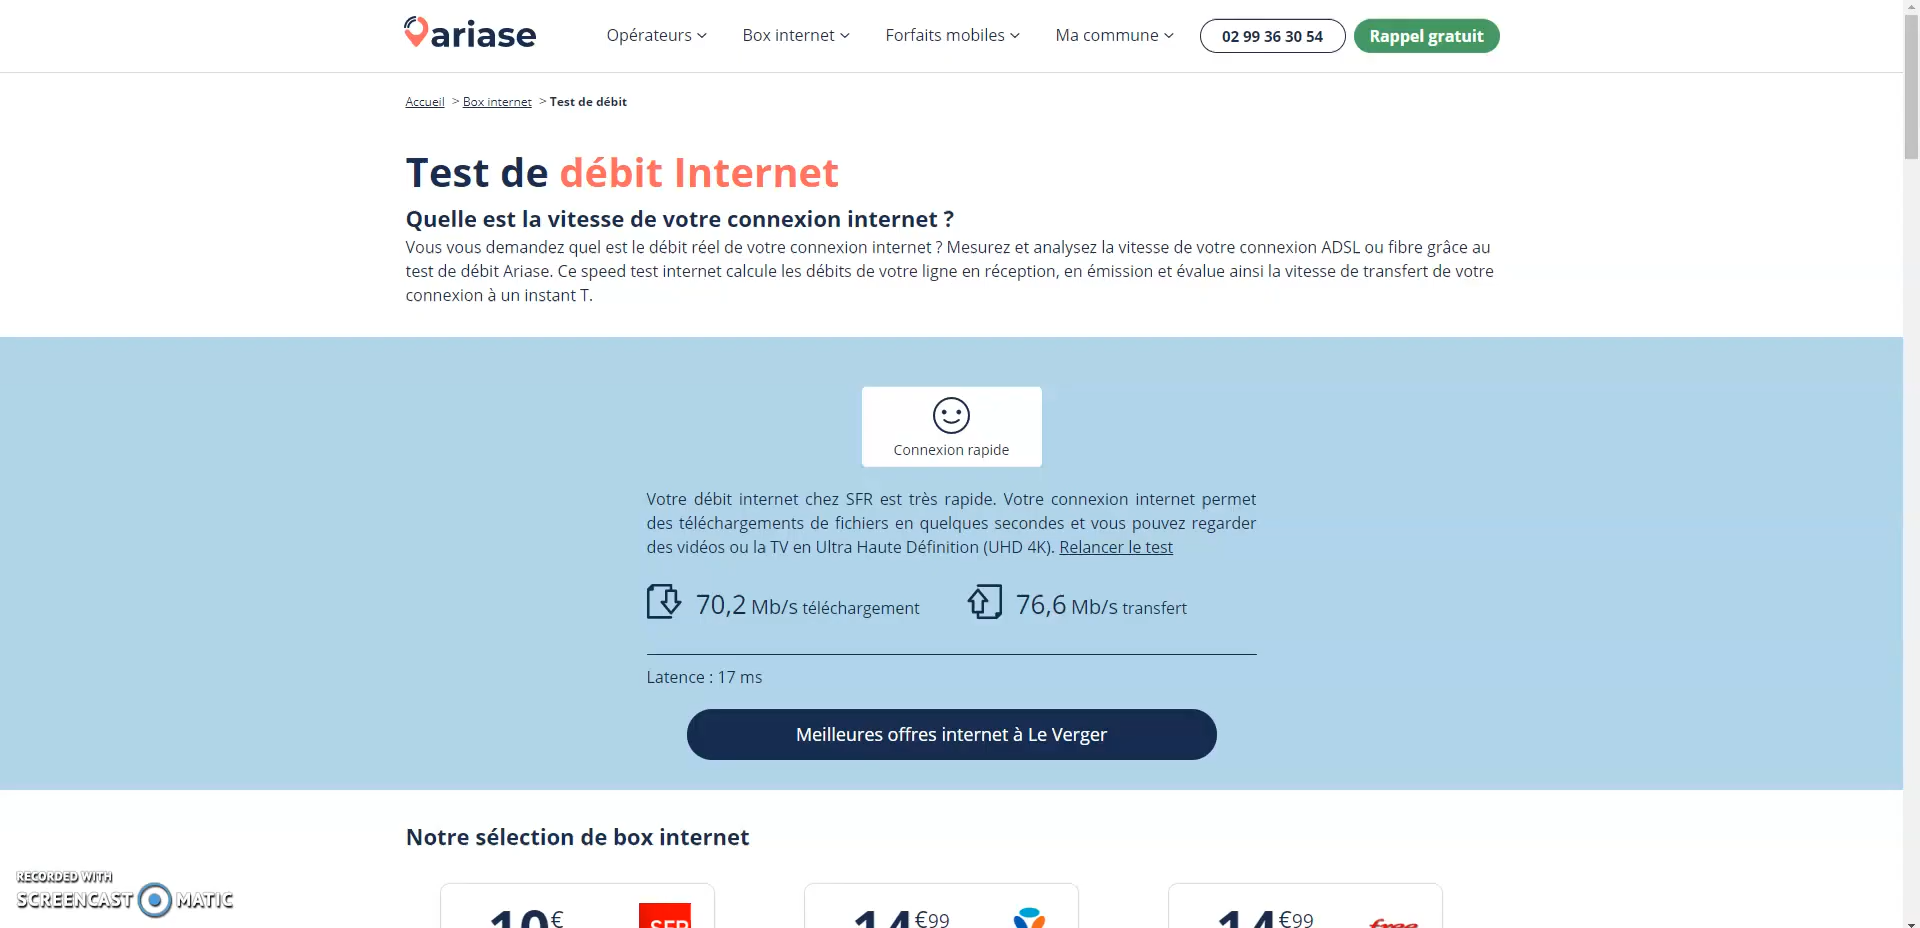 ariase
Opérateurs
Box internet
Forfaits mobiles
Ma commune
02 99 36 30 54
Rappel gratuit
Accueil > Box internet > Test de débit
Test de débit Internet
Quelle est la vitesse de votre connexion internet ?
Vous vous demandez quel est le débit réel de votre connexion internet ? Mesurez et analysez la vitesse de votre connexion ADSL ou fibre grâce au
test de débit Ariase. Ce speed test internet calcule les débits de votre ligne en réception, en émission et évalue ainsi la vitesse de transfert de votre
connexion à un instant T.
Connexion rapide
Votre débit internet chez SFR est très rapide. Votre connexion internet permet
des téléchargements de fichiers en quelques secondes et vous pouvez regarder
des vidéos ou la TV en Ultra Haute Définition (UHD 4K). Relancer le test
70,2 Mb/s téléchargement
76,6 Mb/s transfert
Latence : 17 ms
Meilleures offres internet à Le Verger
Notre sélection de box internet
10€
SFR
14€99
14€99
free
RECORDED WITH
SCREENCAST MATIC